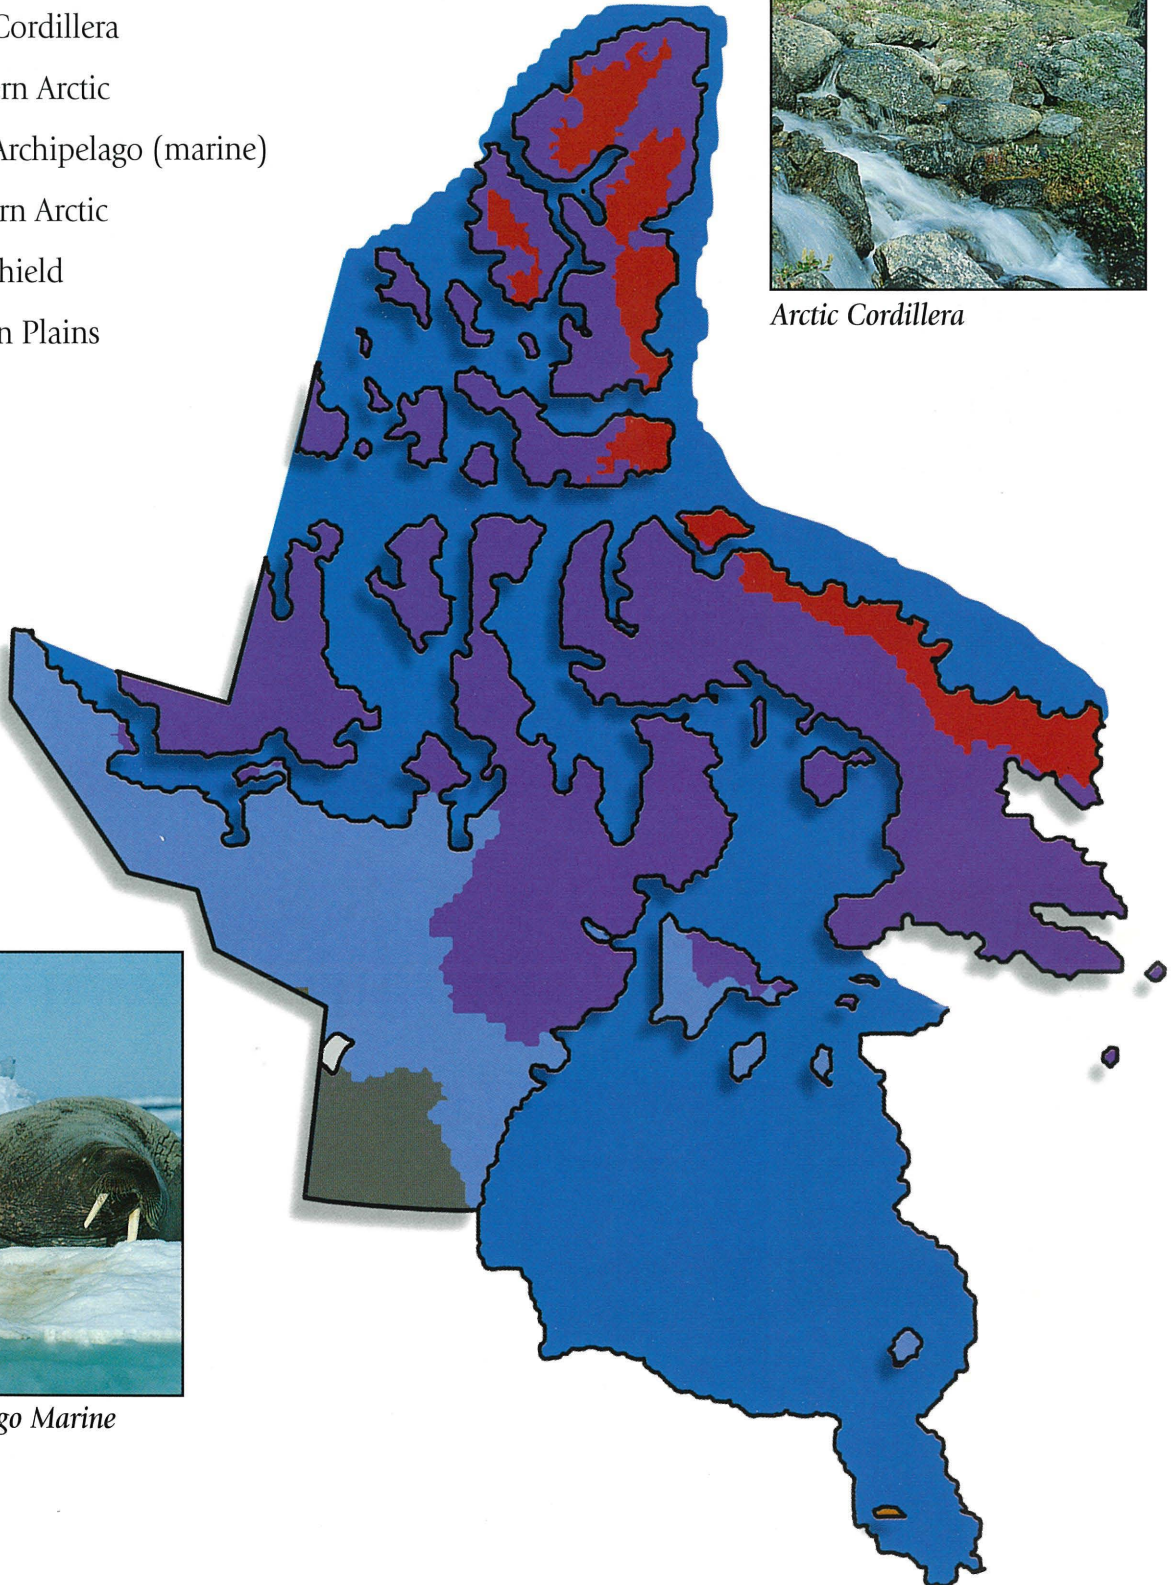 Cordillera
rn Arctic
Archipelago (marine)
rn Arctic
hield
n Plains
Arctic Cordillera
go Marine